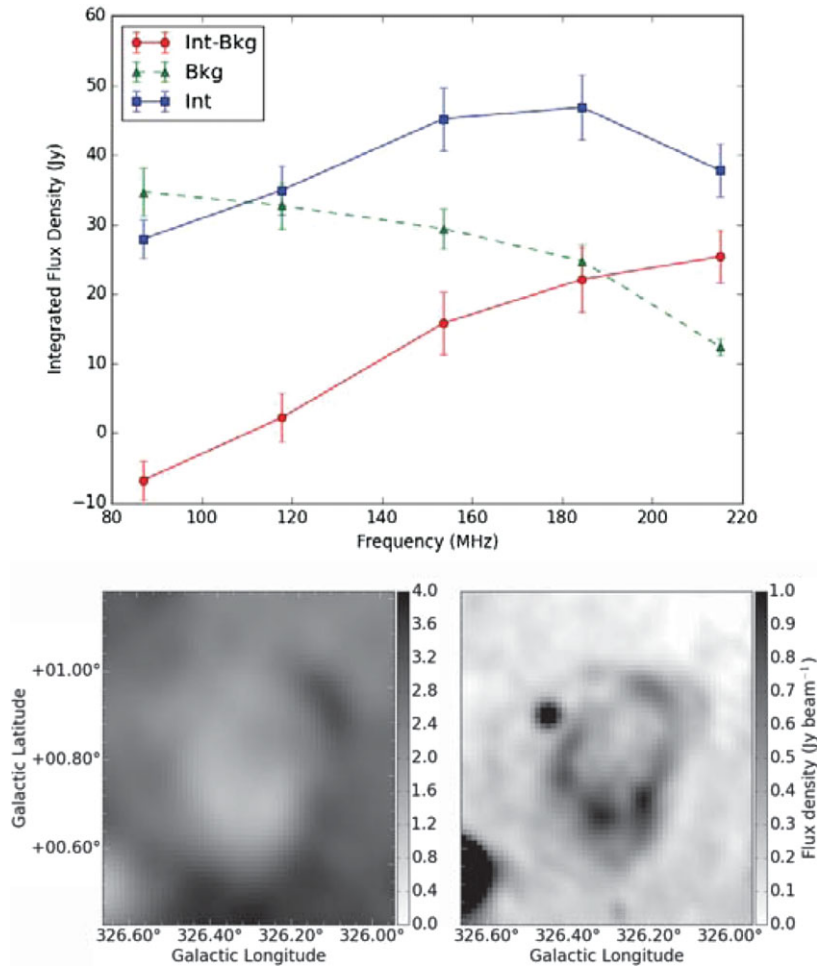 60
50
40
30
20
10
0
−10
Integrated Flux Density (Jy)
Int-Bkg
Bkg
Int
80 100 120 140 160 180 200 220
Frequency (MHz)
+01.00°
+00.80°
+00.60°
Galactic Latitude
4.0
3.6
3.2
2.8
2.4
2.0
1.6
1.2
0.8
0.4
0.0
326.60° 326.40° 326.20° 326.00°
Galactic Longitude
1.0
0.9
0.8
0.7
0.6
0.5
0.4
0.3
0.2
0.1
0.0
Flux density (Jy beam⁻¹)
326.60° 326.40° 326.20° 326.00°
Galactic Longitude